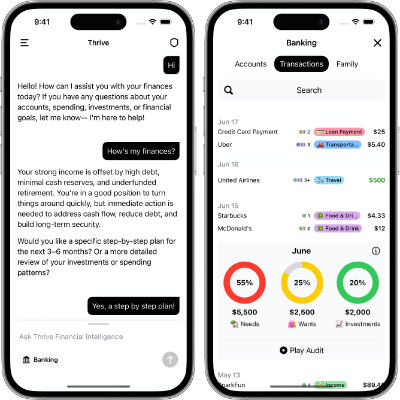 9:41
Thrive
Hi
Hello! How can I assist you with your finances
today? If you have any questions about your
accounts, spending, investments, or financial
goals, let me know-- I'm here to help!
How's my finances?
Your strong income is offset by high debt,
minimal cash reserves, and underfunded
retirement. You're in a good position to turn
things around quickly, but immediate action is
needed to address cash flow, reduce debt, and
build long-term security.
Would you like a specific step-by-step plan for
the next 3–6 months? Or a more detailed
review of your investments or spending
patterns?
Yes, a step by step plan!
Ask Thrive Financial Intelligence
Banking
9:41
Banking
Accounts Transactions Family
Search
Jun 17
Credit Card Payment 2 Loan Payment $25
Uber 3 Transporta... $5.40
Jun 16
United Airlines 3+ Travel $500
Jun 15
Starbucks 1 Food & Dri... $4.33
McDonald's 2 Food & Drink $12
June
55% 25% 20%
$5,500 $2,500 $2,000
Needs Wants Investments
Play Audit
May 13
SparkFun 1 Income